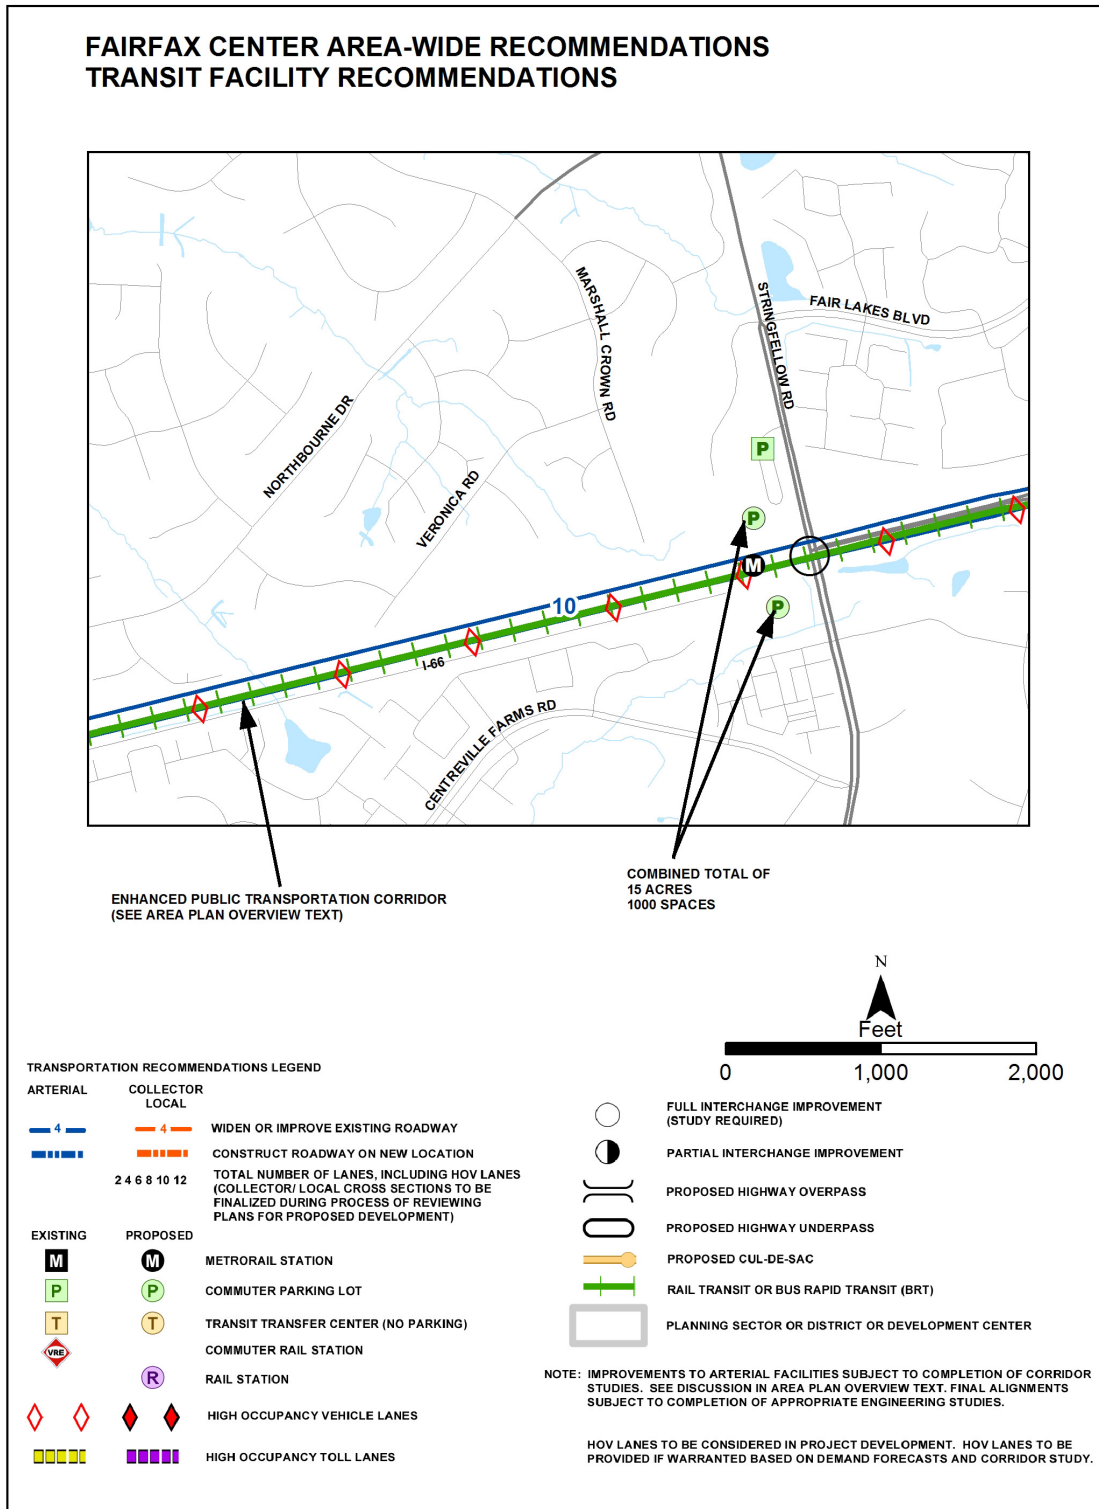 FAIRFAX CENTER AREA-WIDE RECOMMENDATIONS
TRANSIT FACILITY RECOMMENDATIONS
MARSHALL CROWN RD
STRINGFELLOW RD
FAIR LAKES BLVD
NORTHBOURNE DR
VERONICA RD
P
P
M
P
10
I-66
CENTREVILLE FARMS RD
ENHANCED PUBLIC TRANSPORTATION CORRIDOR
(SEE AREA PLAN OVERVIEW TEXT)
COMBINED TOTAL OF
15 ACRES
1000 SPACES
N
Feet
0 1,000 2,000
TRANSPORTATION RECOMMENDATIONS LEGEND
ARTERIAL COLLECTOR
LOCAL
4 4 WIDEN OR IMPROVE EXISTING ROADWAY
CONSTRUCT ROADWAY ON NEW LOCATION
2 4 6 8 10 12 TOTAL NUMBER OF LANES, INCLUDING HOV LANES
(COLLECTOR/ LOCAL CROSS SECTIONS TO BE
FINALIZED DURING PROCESS OF REVIEWING
PLANS FOR PROPOSED DEVELOPMENT)
EXISTING PROPOSED
M M METRORAIL STATION
P P COMMUTER PARKING LOT
T T TRANSIT TRANSFER CENTER (NO PARKING)
VRE COMMUTER RAIL STATION
R RAIL STATION
HIGH OCCUPANCY VEHICLE LANES
HIGH OCCUPANCY TOLL LANES
FULL INTERCHANGE IMPROVEMENT
(STUDY REQUIRED)
PARTIAL INTERCHANGE IMPROVEMENT
PROPOSED HIGHWAY OVERPASS
PROPOSED HIGHWAY UNDERPASS
PROPOSED CUL-DE-SAC
RAIL TRANSIT OR BUS RAPID TRANSIT (BRT)
PLANNING SECTOR OR DISTRICT OR DEVELOPMENT CENTER
NOTE: IMPROVEMENTS TO ARTERIAL FACILITIES SUBJECT TO COMPLETION OF CORRIDOR
STUDIES. SEE DISCUSSION IN AREA PLAN OVERVIEW TEXT. FINAL ALIGNMENTS
SUBJECT TO COMPLETION OF APPROPRIATE ENGINEERING STUDIES.
HOV LANES TO BE CONSIDERED IN PROJECT DEVELOPMENT. HOV LANES TO BE
PROVIDED IF WARRANTED BASED ON DEMAND FORECASTS AND CORRIDOR STUDY.